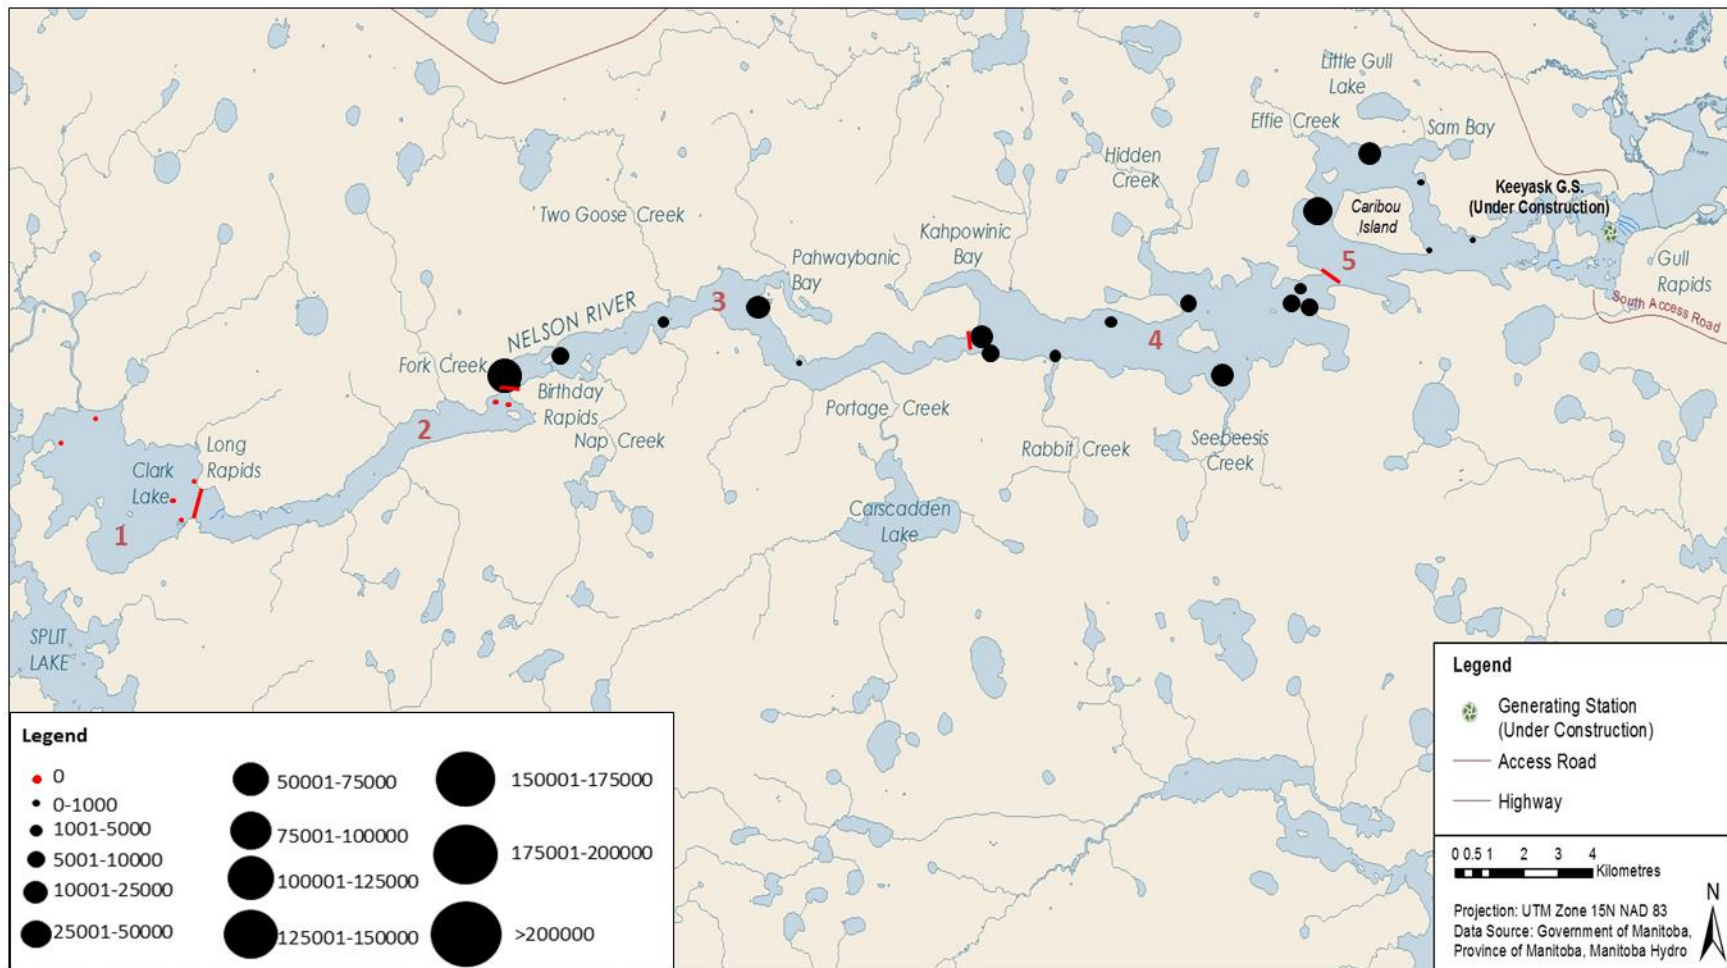 Little Gull
Lake
Effie Creek
Sam Bay
Hidden
Creek
Keeyask G.S.
(Under Construction)
Two Goose Creek
Caribou
Island
Kahpowinic
Bay
Pahwaybanic
Bay
5
Gull
Rapids
South Access Road
3
NELSON RIVER
4
Fork Creek
Birthday
Rapids
Portage Creek
2
Nap Creek
Rabbit Creek
Seebeesis
Creek
Long
Rapids
Clark
Lake
1
Carscadden
Lake
SPLIT
LAKE
Legend
0
0-1000
1001-5000
5001-10000
10001-25000
25001-50000
50001-75000
75001-100000
100001-125000
125001-150000
150001-175000
175001-200000
>200000
Legend
Generating Station
(Under Construction)
Access Road
Highway
0 0.5 1 2 3 4
Kilometres
N
Projection: UTM Zone 15N NAD 83
Data Source: Government of Manitoba,
Province of Manitoba, Manitoba Hydro